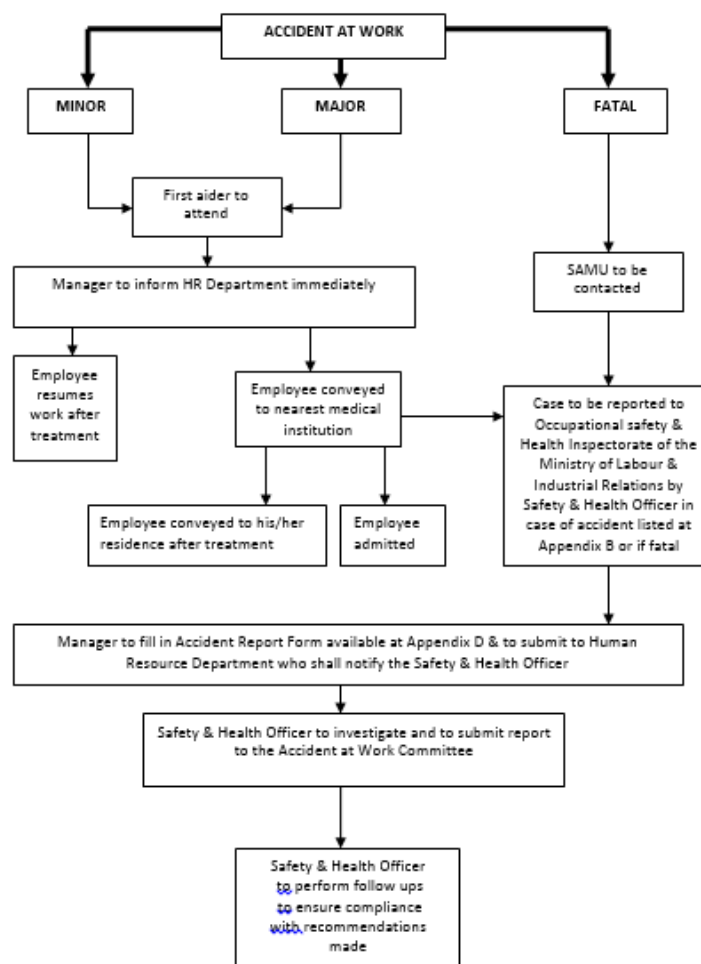 ACCIDENT AT WORK
MINOR
MAJOR
FATAL
First aider to
attend
SAMU to be
contacted
Manager to inform HR Department immediately
Employee
resumes
work after
treatment
Employee conveyed
to nearest medical
institution
Case to be reported to
Occupational safety &
Health Inspectorate of the
Ministry of Labour &
Industrial Relations by
Safety & Health Officer in
case of accident listed at
Appendix B or if fatal
Employee conveyed to his/her
residence after treatment
Employee
admitted
Manager to fill in Accident Report Form available at Appendix D & to submit to Human
Resource Department who shall notify the Safety & Health Officer
Safety & Health Officer to investigate and to submit report
to the Accident at Work Committee
Safety & Health Officer
to perform follow ups
to ensure compliance
with recommendations
made